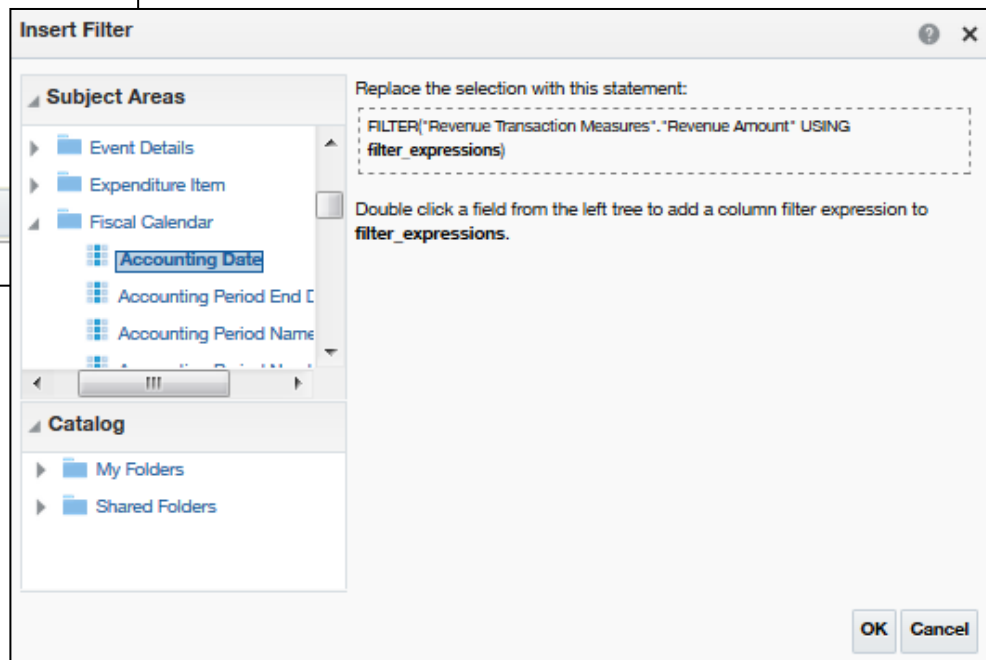 Insert Filter
Subject Areas
Event Details
Expenditure Item
Fiscal Calendar
Accounting Date
Accounting Period End D
Accounting Period Name
Catalog
My Folders
Shared Folders
Replace the selection with this statement:
FILTER("Revenue Transaction Measures"."Revenue Amount" USING
filter_expressions)
Double click a field from the left tree to add a column filter expression to
filter_expressions.
OK Cancel